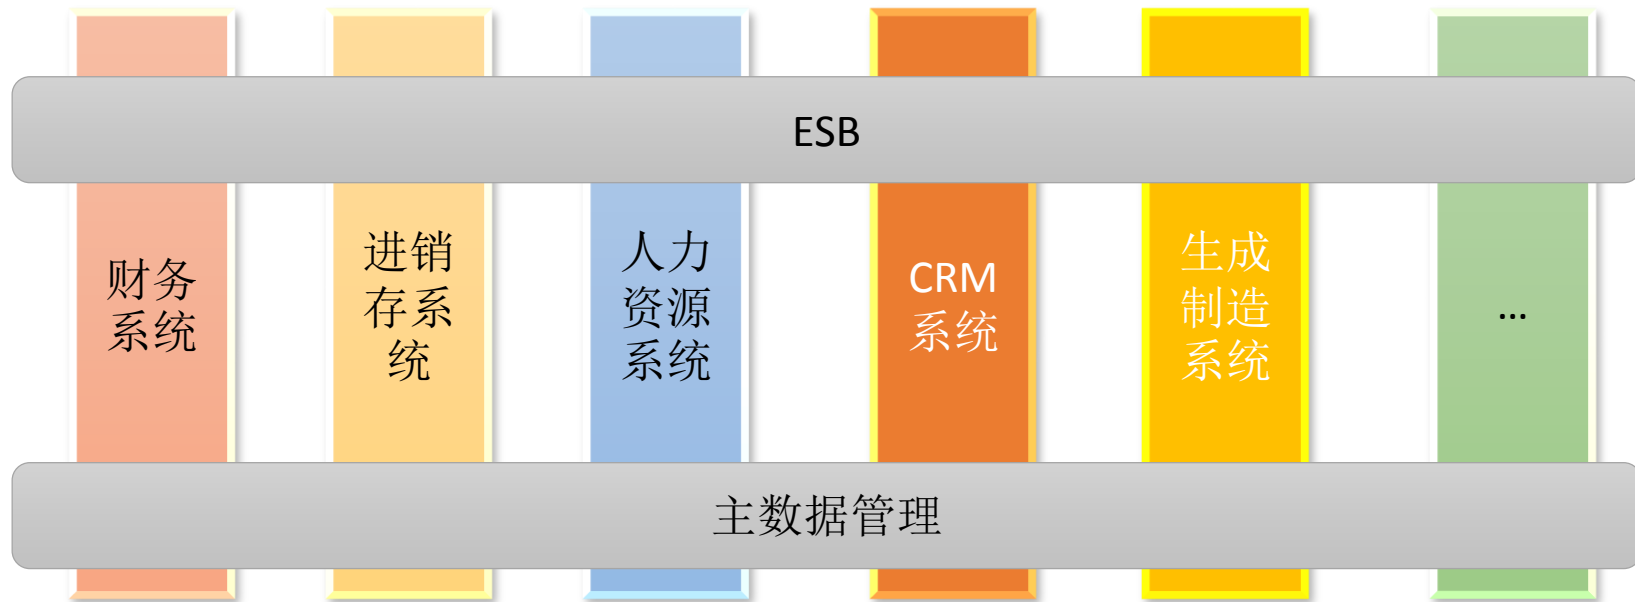 ESB
财务
系统
进销
存系
统
人力
资源
系统
CRM
系统
生成
制造
系统
...
主数据管理